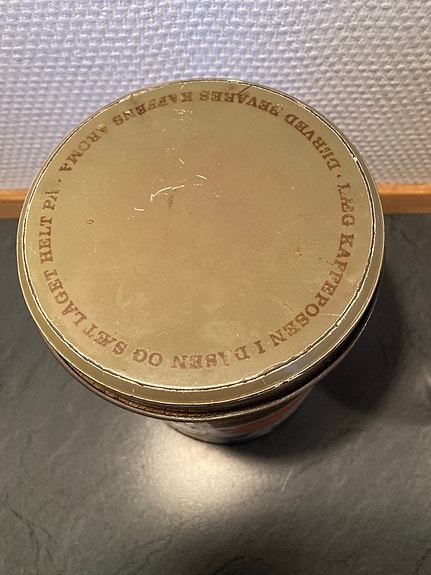 LÆG KAFFEPOSEN I DÅSEN OG SÆT LÅGET HELT PÅ · DERVED BEVARES KAFFENS AROMA ·